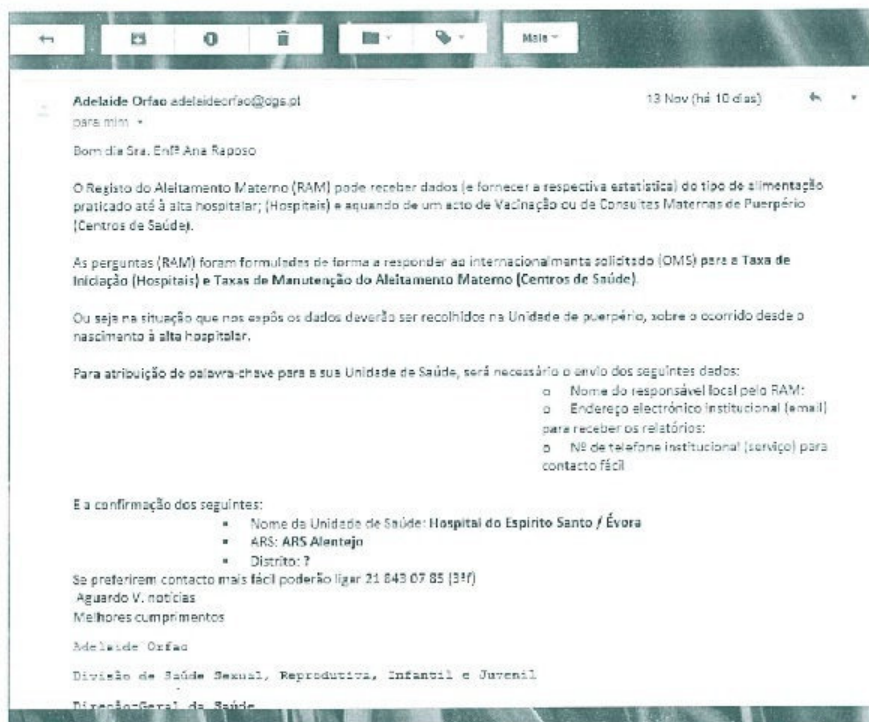 Mais
Adelaide Orfao adelaideorfao@dgs.pt
13 Nov (há 10 dias)
para mim
Bom dia Sra. Enfª Ana Raposo
O Registo do Aleitamento Materno (RAM) pode receber dados (e fornecer a respectiva estatística) do tipo de alimentação
praticado até à alta hospitalar; (Hospitais) e aquando de um acto de Vacinação ou de Consultas Maternas de Puerpério
(Centros de Saúde).
As perguntas (RAM) foram formuladas de forma a responder ao internacionalmente solicitado (OMS) para a Taxa de
Iniciação (Hospitais) e Taxas de Manutenção do Aleitamento Materno (Centros de Saúde).
Ou seja na situação que nos expôs os dados deverão ser recolhidos na Unidade de puerpério, sobre o ocorrido desde o
nascimento à alta hospitalar.
Para atribuição de palavra-chave para a sua Unidade de Saúde, será necessário o envio dos seguintes dados:
o Nome do responsável local pelo RAM:
o Endereço electrónico institucional (email)
para receber os relatórios:
o Nº de telefone institucional (serviço) para
contacto fácil
E a confirmação dos seguintes:
▪ Nome da Unidade de Saúde: Hospital do Espirito Santo / Évora
▪ ARS: ARS Alentejo
▪ Distrito: ?
Se preferirem contacto mais fácil poderão ligar 21 843 07 85 (3ªf)
Aguardo V. notícias
Melhores cumprimentos
Adelaide Orfao
Divisão de Saúde Sexual, Reprodutiva, Infantil e Juvenil
Direção-Geral da Saúde